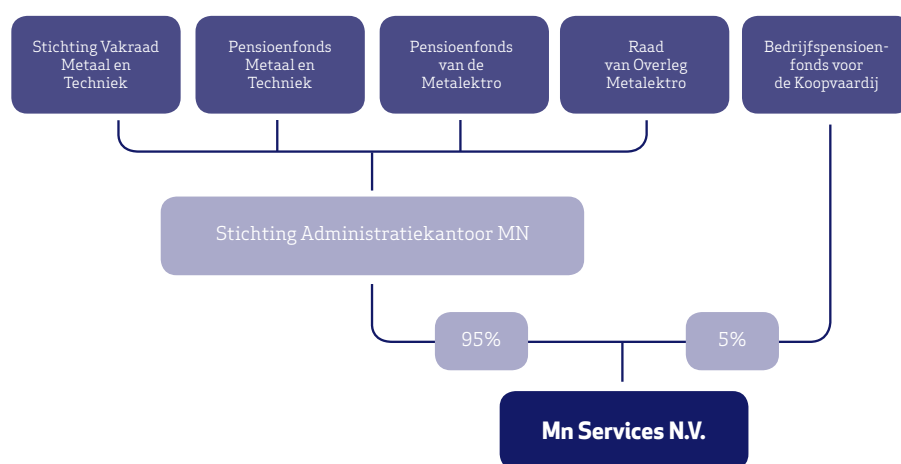 Stichting Vakraad
Metaal en
Techniek
Pensioenfonds
Metaal en
Techniek
Pensioenfonds
van de
Metalektro
Raad
van Overleg
Metalektro
Bedrijfspensioen-
fonds voor
de Koopvaardij
Stichting Administratiekantoor MN
95%
5%
Mn Services N.V.